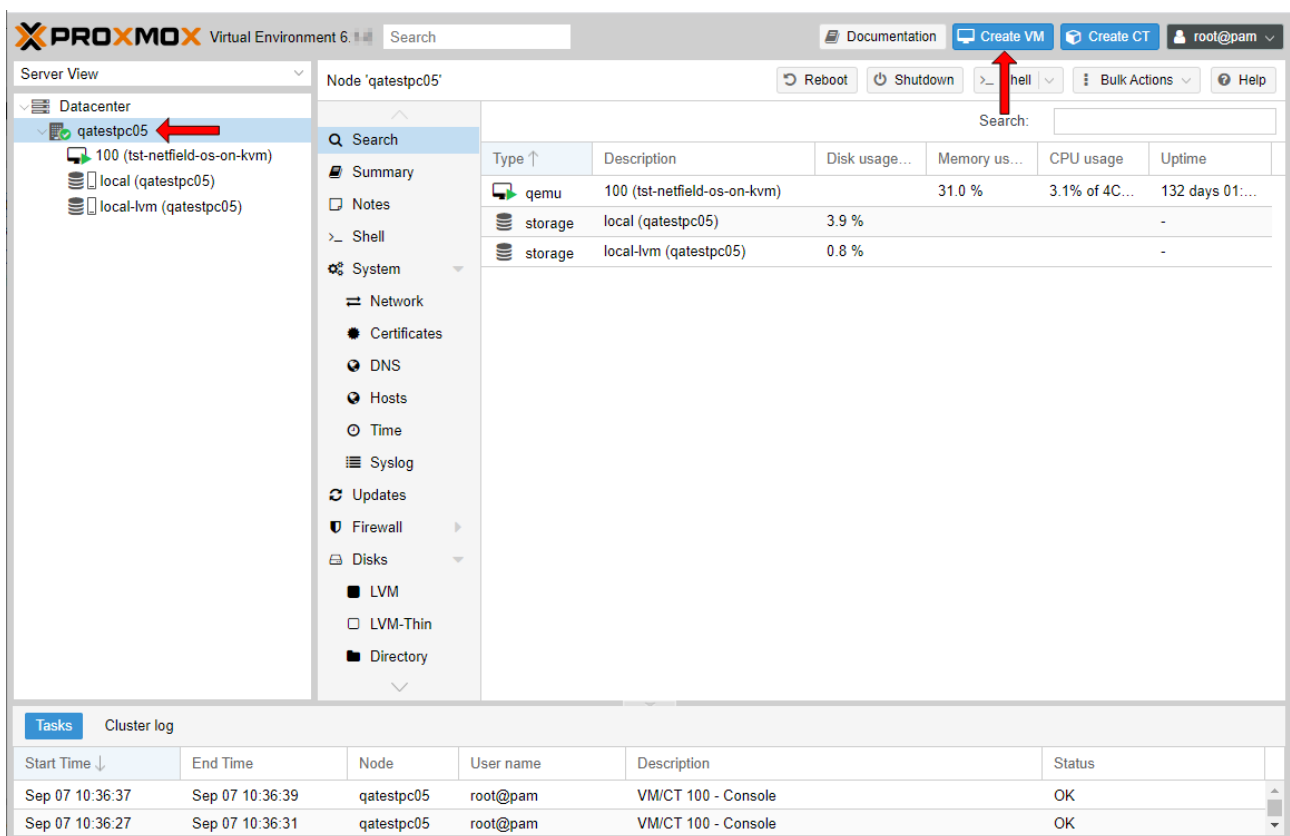 PROXMOX Virtual Environment 6. Search Documentation Create VM Create CT root@pam
Server View
Node 'qatestpc05' Reboot Shutdown >_ hell Bulk Actions Help
Datacenter
qatestpc05
100 (tst-netfield-os-on-kvm)
local (qatestpc05)
local-lvm (qatestpc05)
Search
Summary
Notes
>_ Shell
System
Network
Certificates
DNS
Hosts
Time
Syslog
Updates
Firewall
Disks
LVM
LVM-Thin
Directory
Search:
Type ↑ Description Disk usage... Memory us... CPU usage Uptime
qemu 100 (tst-netfield-os-on-kvm) 31.0 % 3.1% of 4C... 132 days 01:...
storage local (qatestpc05) 3.9 % -
storage local-lvm (qatestpc05) 0.8 % -
Tasks Cluster log
Start Time ↓ End Time Node User name Description Status
Sep 07 10:36:37 Sep 07 10:36:39 qatestpc05 root@pam VM/CT 100 - Console OK
Sep 07 10:36:27 Sep 07 10:36:31 qatestpc05 root@pam VM/CT 100 - Console OK